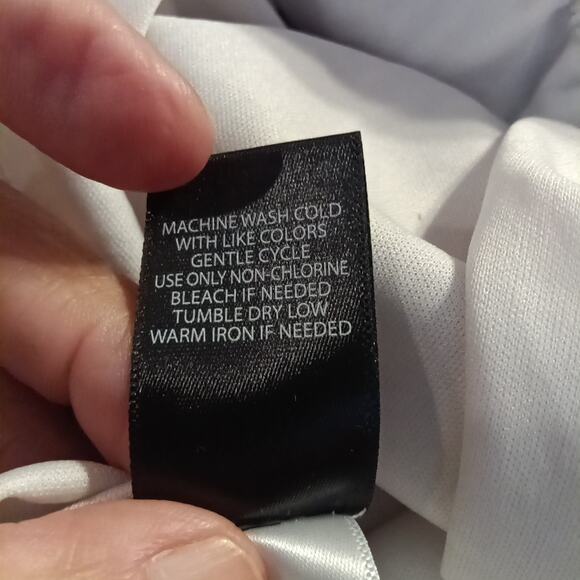 MACHINE WASH COLD
WITH LIKE COLORS
GENTLE CYCLE
USE ONLY NON-CHLORINE
BLEACH IF NEEDED
TUMBLE DRY LOW
WARM IRON IF NEEDED